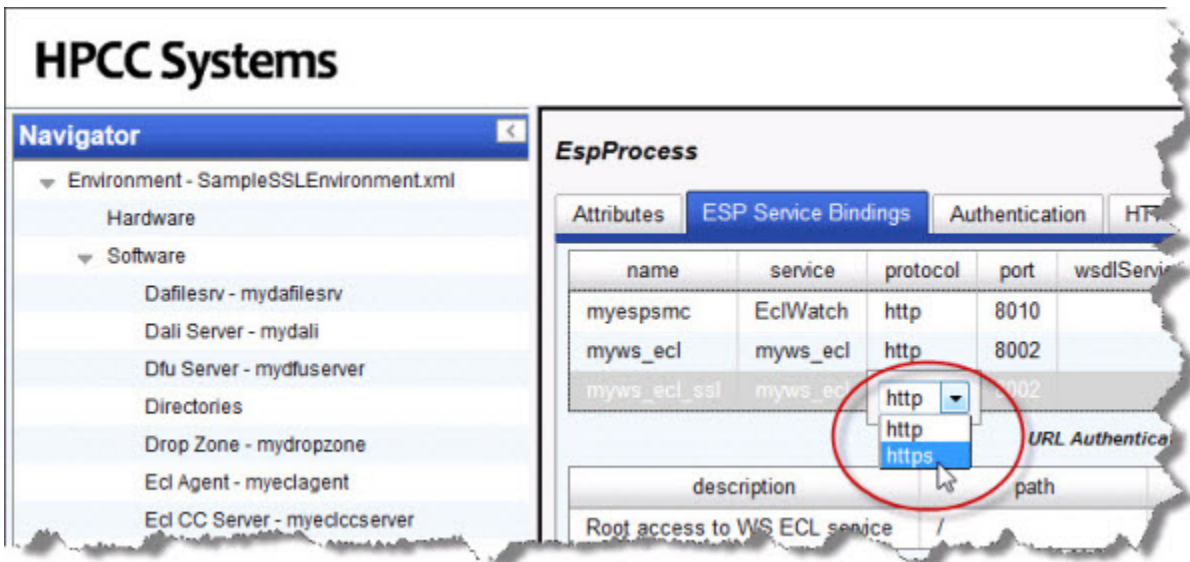 HPCC Systems
Navigator
Environment - SampleSSLEnvironment.xml
Hardware
Software
Dafilesrv - mydafilesrv
Dali Server - mydali
Dfu Server - mydfuserver
Directories
Drop Zone - mydropzone
Ecl Agent - myeclagent
Ecl CC Server - myeclccserver
EspProcess
Attributes ESP Service Bindings Authentication
name service protocol port
myespsmc EclWatch http 8010
myws_ecl myws_ecl http 8002
myws_ecl_ssl http
http
https
URL
description path
Root access to WS ECL service /